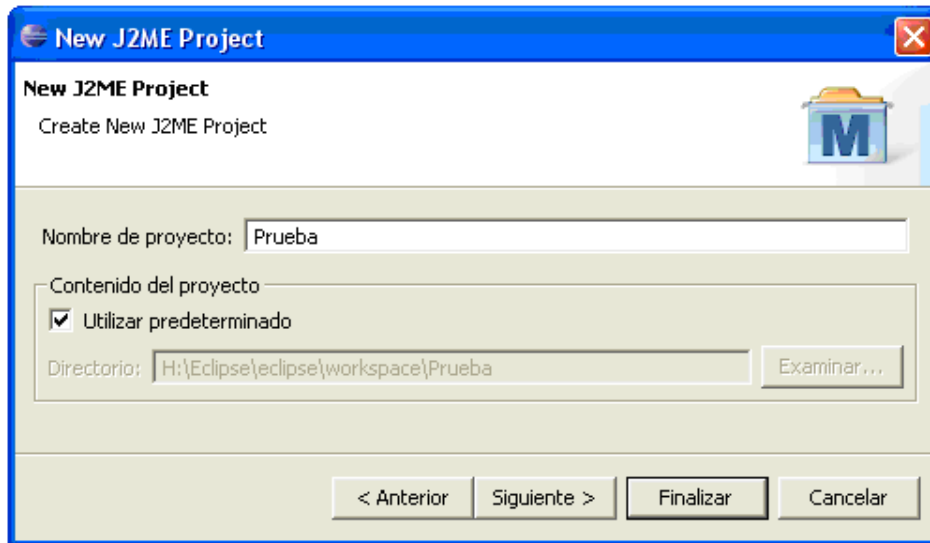 New J2ME Project
New J2ME Project
Create New J2ME Project
M
Nombre de proyecto: Prueba
Contenido del proyecto
Utilizar predeterminado
Directorio: H:\Eclipse\eclipse\workspace\Prueba Examinar...
< Anterior Siguiente > Finalizar Cancelar